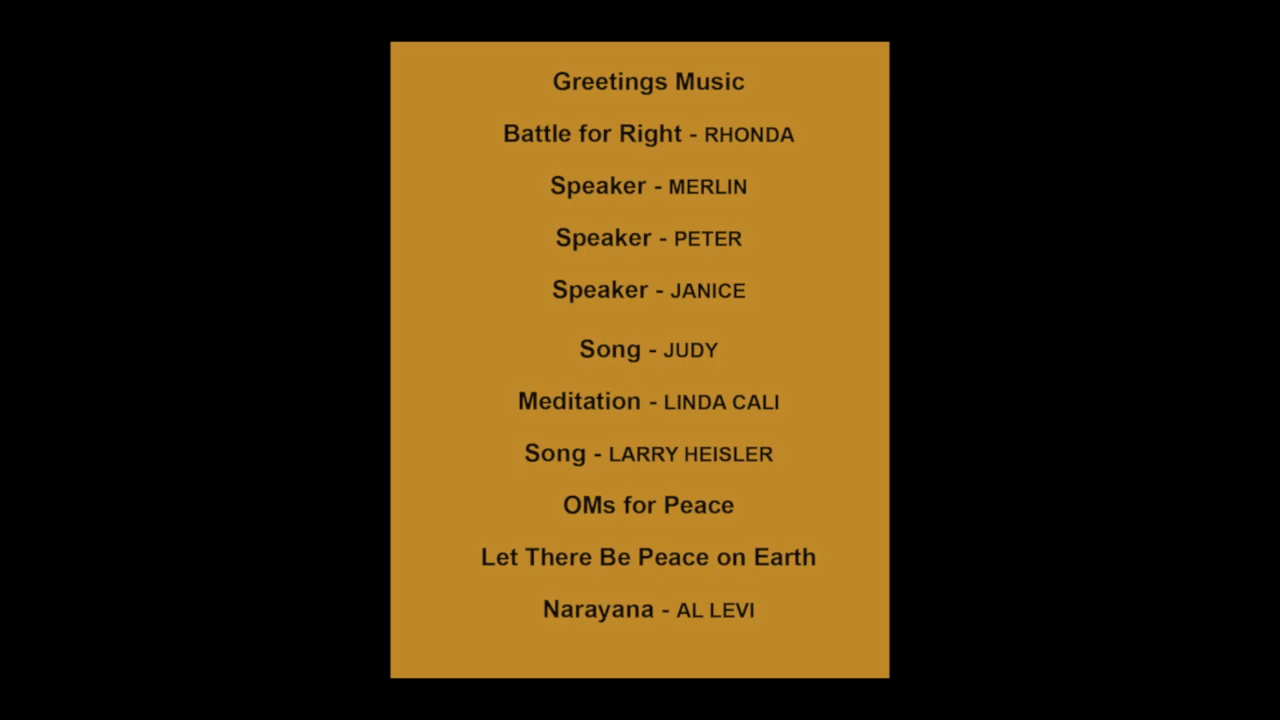 Greetings Music
Battle for Right - RHONDA
Speaker - MERLIN
Speaker - PETER
Speaker - JANICE
Song - JUDY
Meditation - LINDA CALI
Song - LARRY HEISLER
OMs for Peace
Let There Be Peace on Earth
Narayana - AL LEVI